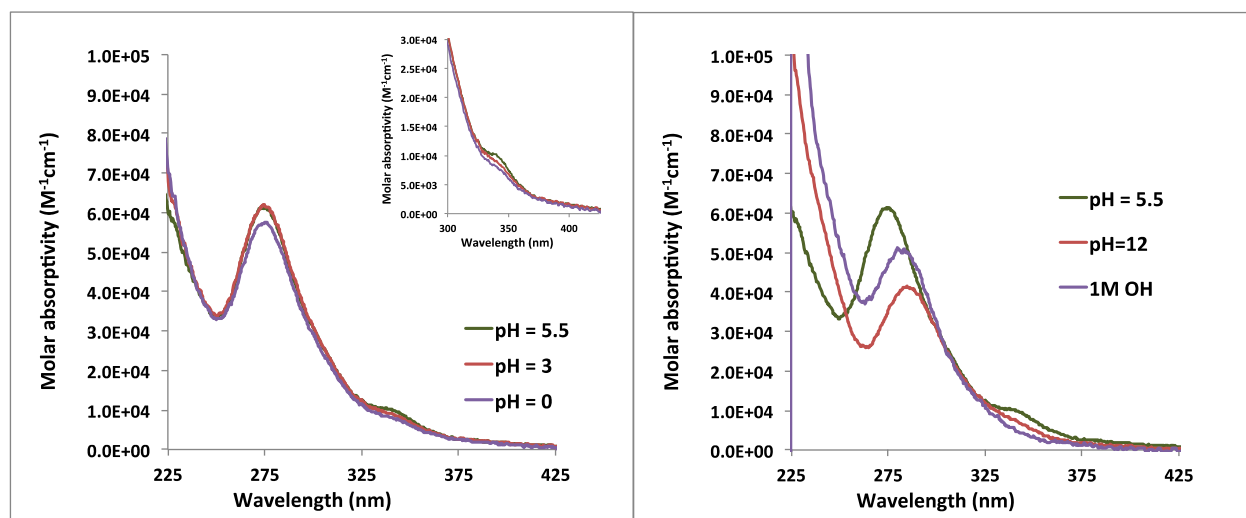 1.0E+05
9.0E+04
8.0E+04
7.0E+04
6.0E+04
5.0E+04
4.0E+04
3.0E+04
2.0E+04
1.0E+04
0.0E+00
Molar absorptivity (M-1cm-1)
225 275 325 375 425
Wavelength (nm)
pH = 5.5
pH = 3
pH = 0
3.0E+04
2.5E+04
2.0E+04
1.5E+04
1.0E+04
5.0E+03
0.0E+00
Molar absorptivity (M-1cm-1)
300 350 400
Wavelength (nm)
1.0E+05
9.0E+04
8.0E+04
7.0E+04
6.0E+04
5.0E+04
4.0E+04
3.0E+04
2.0E+04
1.0E+04
0.0E+00
Molar absorptivity (M-1cm-1)
225 275 325 375 425
Wavelength (nm)
pH = 5.5
pH=12
1M OH